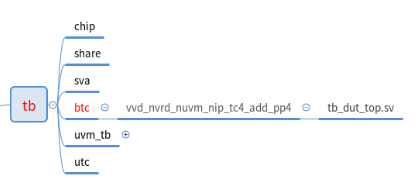 chip
share
sva
tb
btc
vvd_nvrd_nuvm_nip_tc4_add_pp4
tb_dut_top.sv
uvm_tb
utc